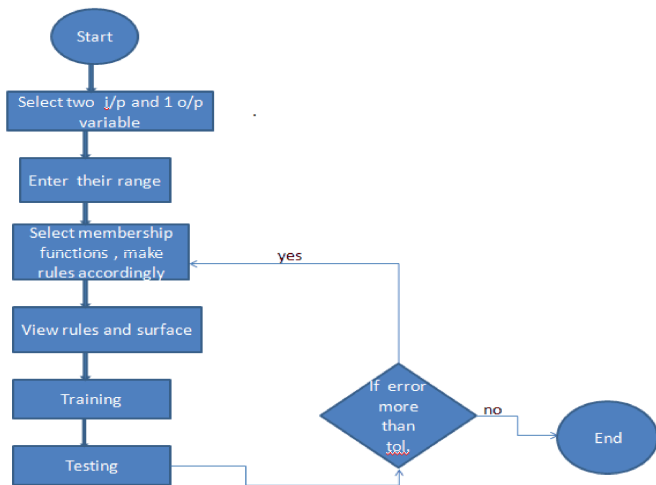 Start
Select two i/p and 1 o/p
variable
.
Enter their range
Select membership
functions , make
rules accordingly
yes
View rules and surface
If error
more
than
tol,
Training
no
End
Testing